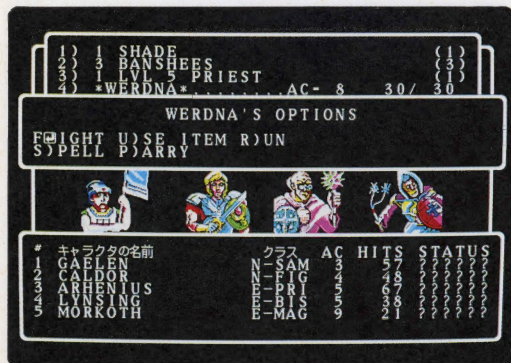 1) 1 SHADE (1)
2) 3 BANSHEES (3)
3) 1 LVL 5 PRIEST (1)
4) *WERDNA*........AC- 8 30/ 30
WERDNA'S OPTIONS
F⏎IGHT U)SE ITEM R)UN
S)PELL P)ARRY
# キャラクタの名前 クラス AC HITS STATUS
1 GAELEN N-SAM 3 57 ??????
2 CALDOR N-FIG 4 48 ??????
3 ARHENIUS E-PRI 5 67 ??????
4 LYNSING E-BIS 5 38 ??????
5 MORKOTH E-MAG 9 21 ??????